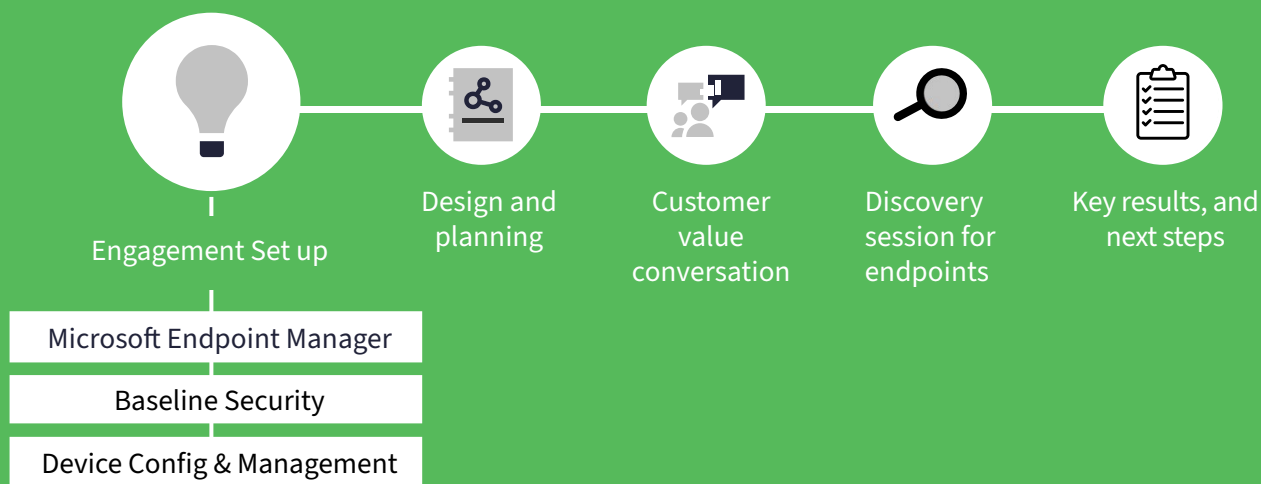 Engagement Set up
Microsoft Endpoint Manager
Baseline Security
Device Config & Management
Design and
planning
Customer
value
conversation
Discovery
session for
endpoints
Key results, and
next steps